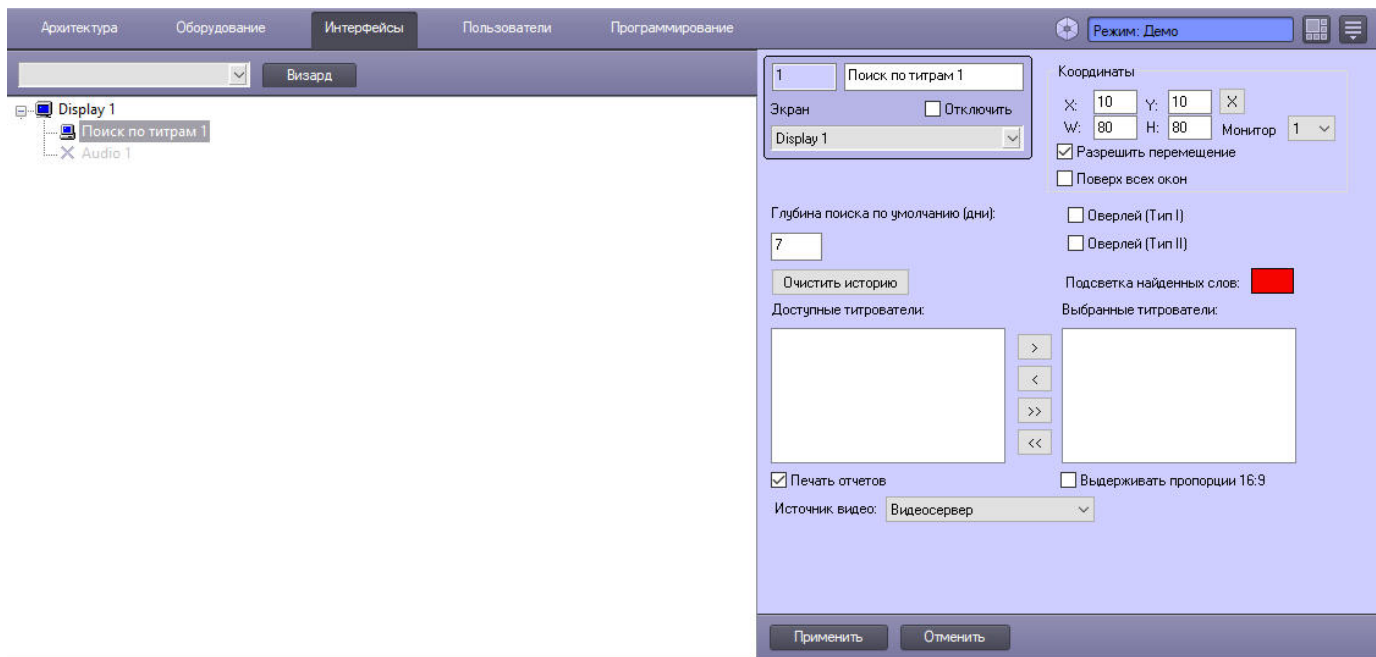 Архитектура Оборудование Интерфейсы Пользователи Программирование Режим: Демо
Визард
Display 1
Поиск по титрам 1
Audio 1
1 Поиск по титрам 1
Экран Отключить
Display 1
Координаты
X: 10 Y: 10 X
W: 80 H: 80 Монитор 1
Разрешить перемещение
Поверх всех окон
Глубина поиска по умолчанию (дни):
7
Оверлей (Тип I)
Оверлей (Тип II)
Очистить историю
Подсветка найденных слов:
Доступные титрователи:
Выбранные титрователи:
>
<
>>
<<
Печать отчетов
Выдерживать пропорции 16:9
Источник видео: Видеосервер
Применить Отменить